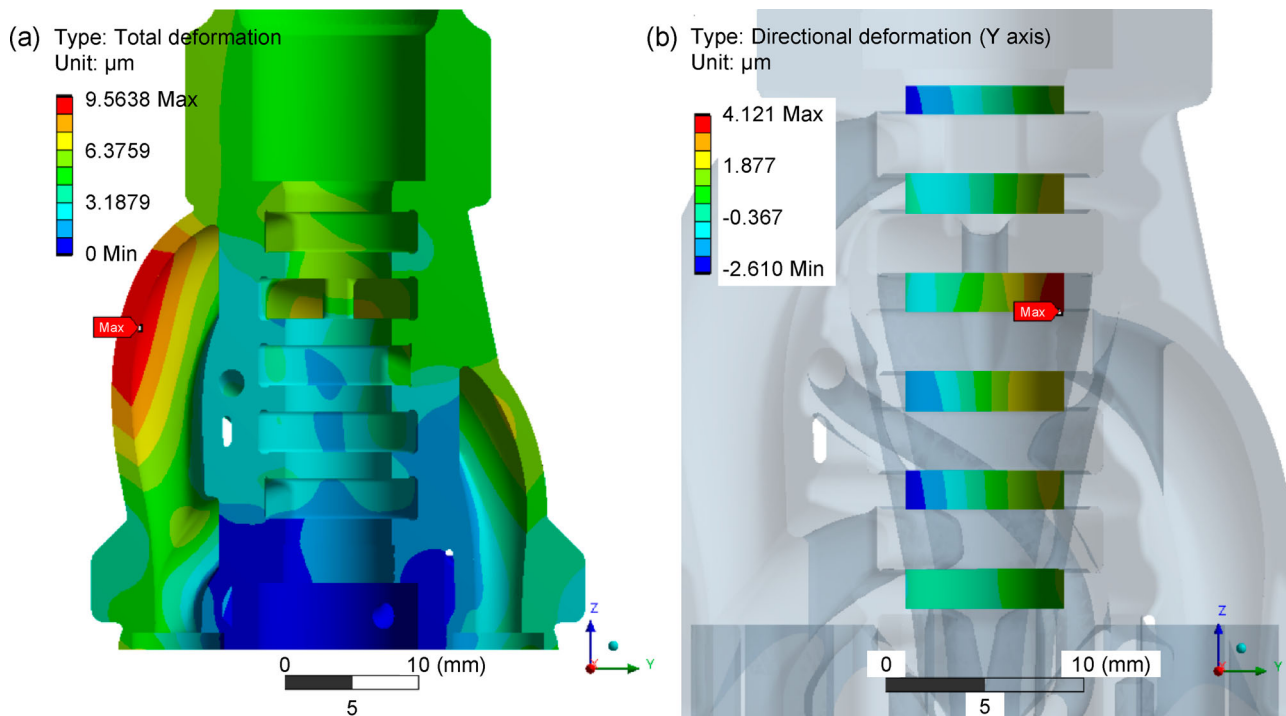 (a) Type: Total deformation
Unit: μm
9.5638 Max
6.3759
3.1879
0 Min
Max
Z
Y
0 10 (mm)
5
(b) Type: Directional deformation (Y axis)
Unit: μm
4.121 Max
1.877
-0.367
-2.610 Min
Max
Z
Y
0 10 (mm)
5